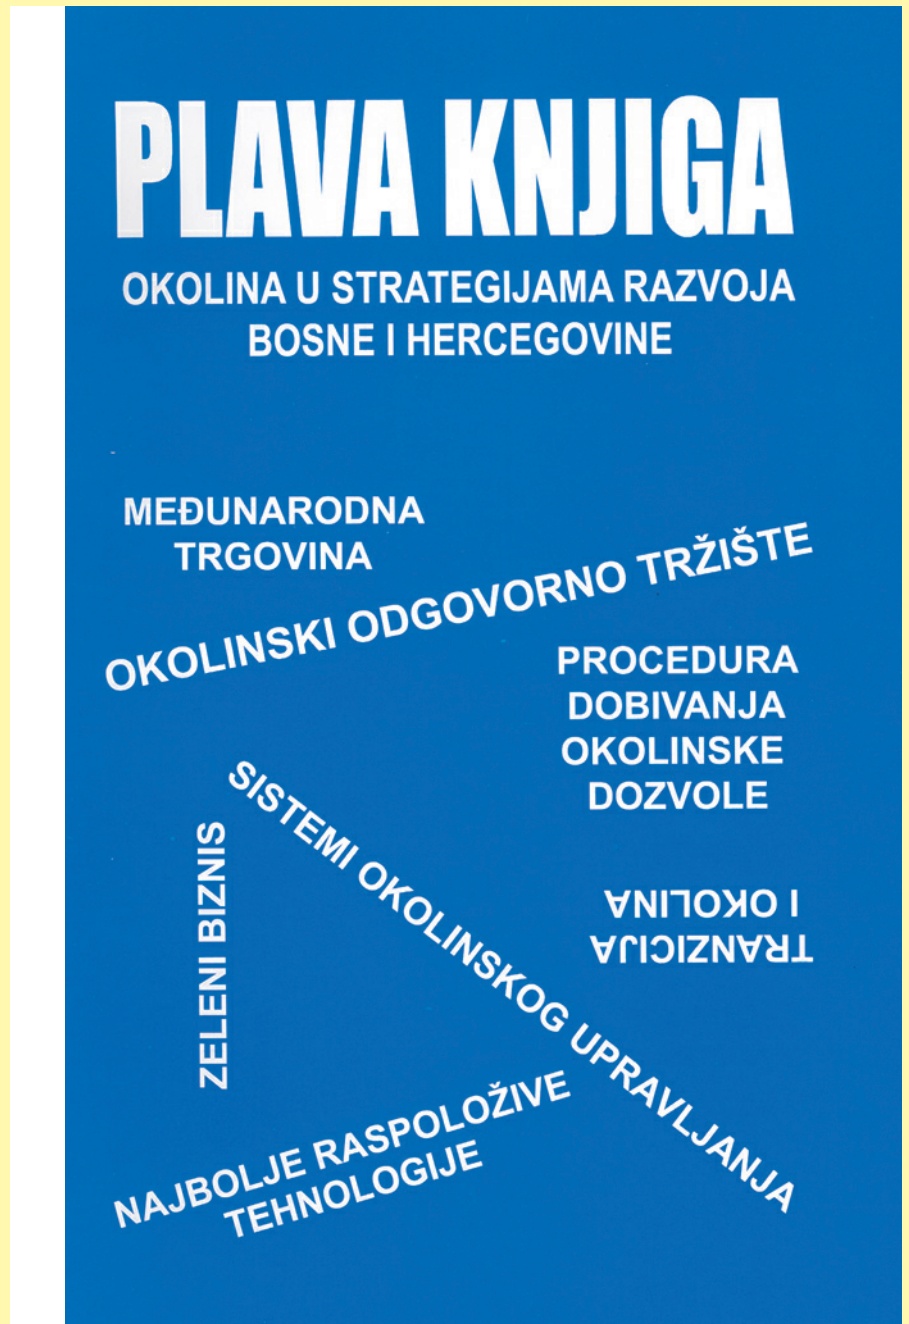 PLAVA KNJIGA
OKOLINA U STRATEGIJAMA RAZVOJA
BOSNE I HERCEGOVINE
MEĐUNARODNA
TRGOVINA
OKOLINSKI ODGOVORNO TRŽIŠTE
PROCEDURA
DOBIVANJA
OKOLINSKE
DOZVOLE
SISTEMI OKOLINSKOG UPRAVLJANJA
ZELENI BIZNIS
TRANZICIJA
I OKOLINA
NAJBOLJE RASPOLOŽIVE
TEHNOLOGIJE